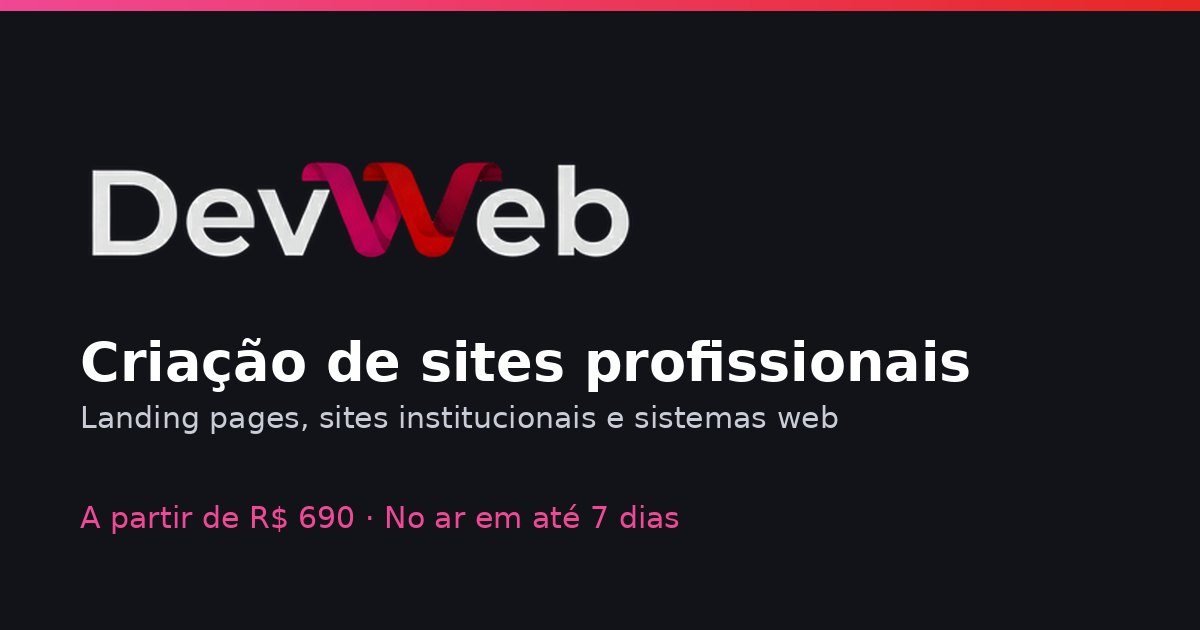 DevWeb
Criação de sites profissionais
Landing pages, sites institucionais e sistemas web
A partir de R$ 690 · No ar em até 7 dias